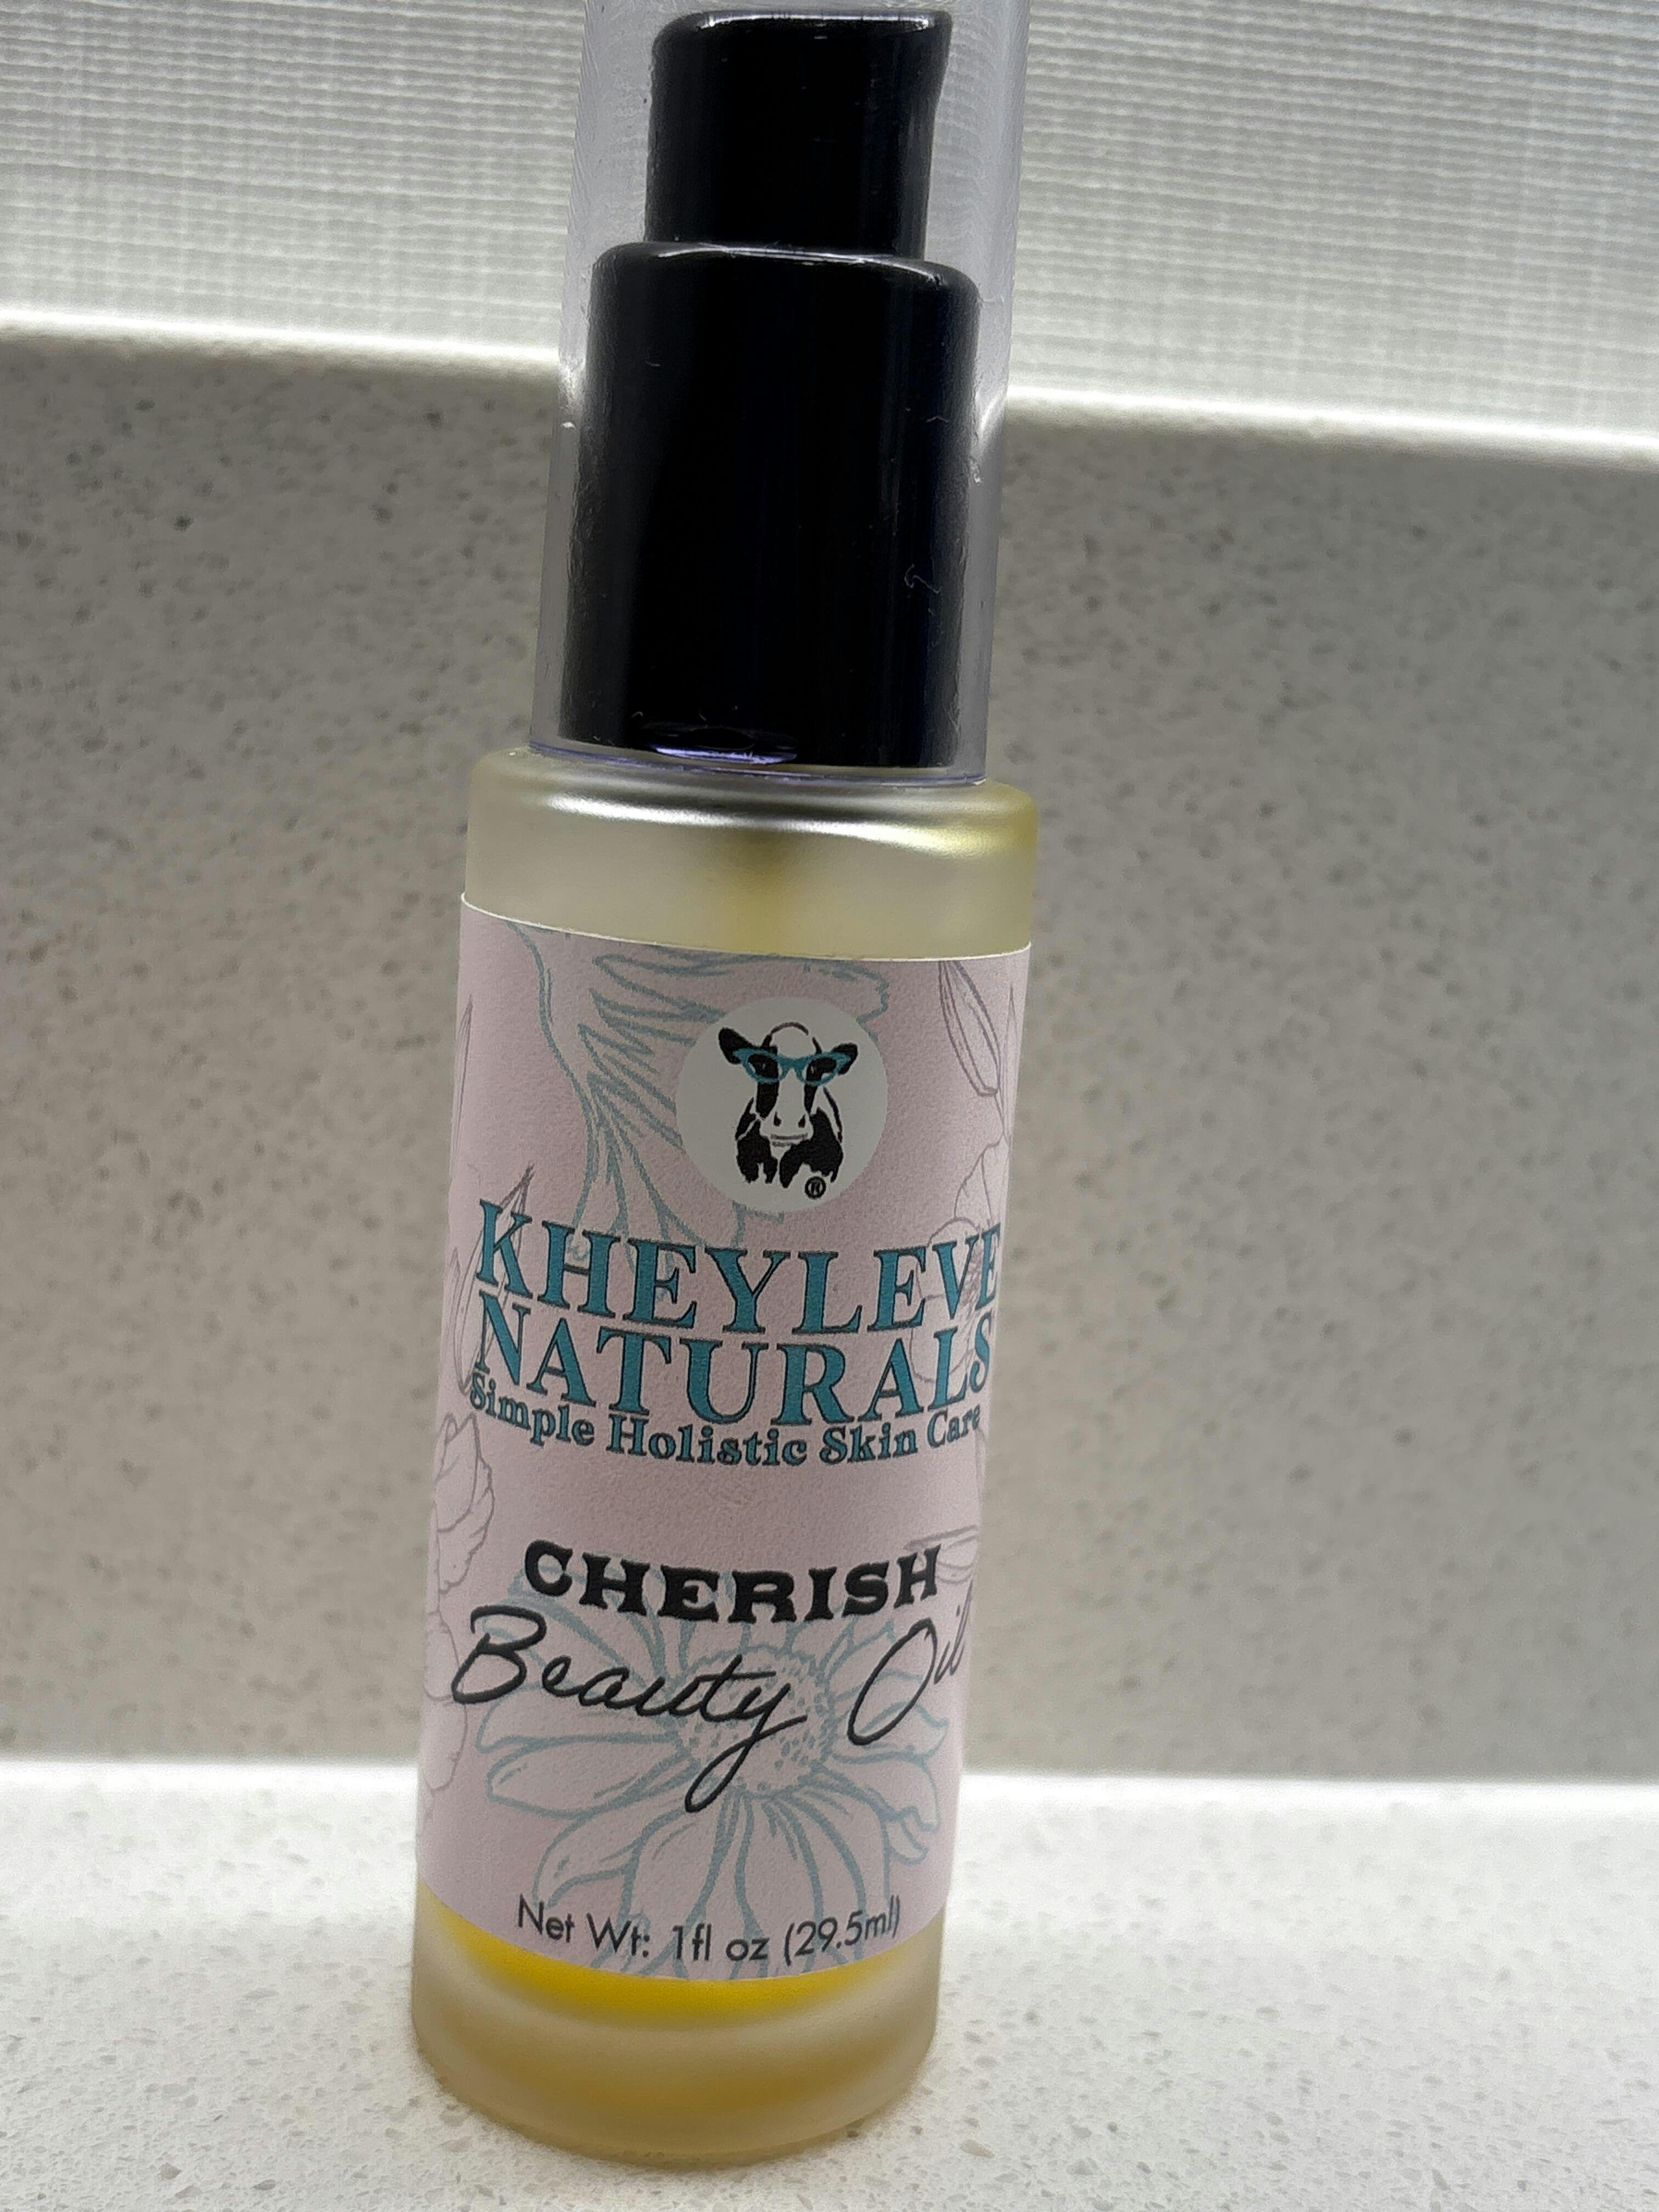 ®
KHEYLEVE
NATURALS
Simple Holistic Skin Care
CHERISH
Beauty Oil
Net Wt: 1fl oz (29.5ml)